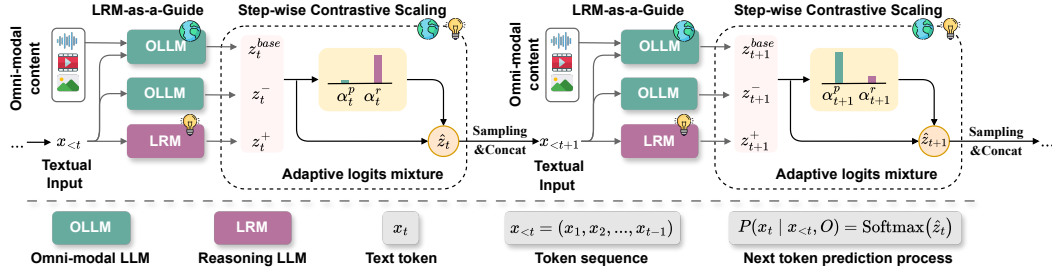 LRM-as-a-Guide
Step-wise Contrastive Scaling
Omni-modal
content
OLLM
OLLM
LRM
... x_{<t}
Textual
Input
z_t^{base}
z_t^-
z_t^+
α_t^p α_t^r
ẑ_t
Adaptive logits mixture
Sampling
&Concat
LRM-as-a-Guide
Step-wise Contrastive Scaling
Omni-modal
content
OLLM
OLLM
LRM
x_{<t+1}
Textual
Input
z_{t+1}^{base}
z_{t+1}^-
z_{t+1}^+
α_{t+1}^p α_{t+1}^r
ẑ_{t+1}
Adaptive logits mixture
Sampling
&Concat
...
OLLM
Omni-modal LLM
LRM
Reasoning LLM
x_t
Text token
x_{<t} = (x_1, x_2, ..., x_{t-1})
Token sequence
P(x_t | x_{<t}, O) = Softmax(ẑ_t)
Next token prediction process